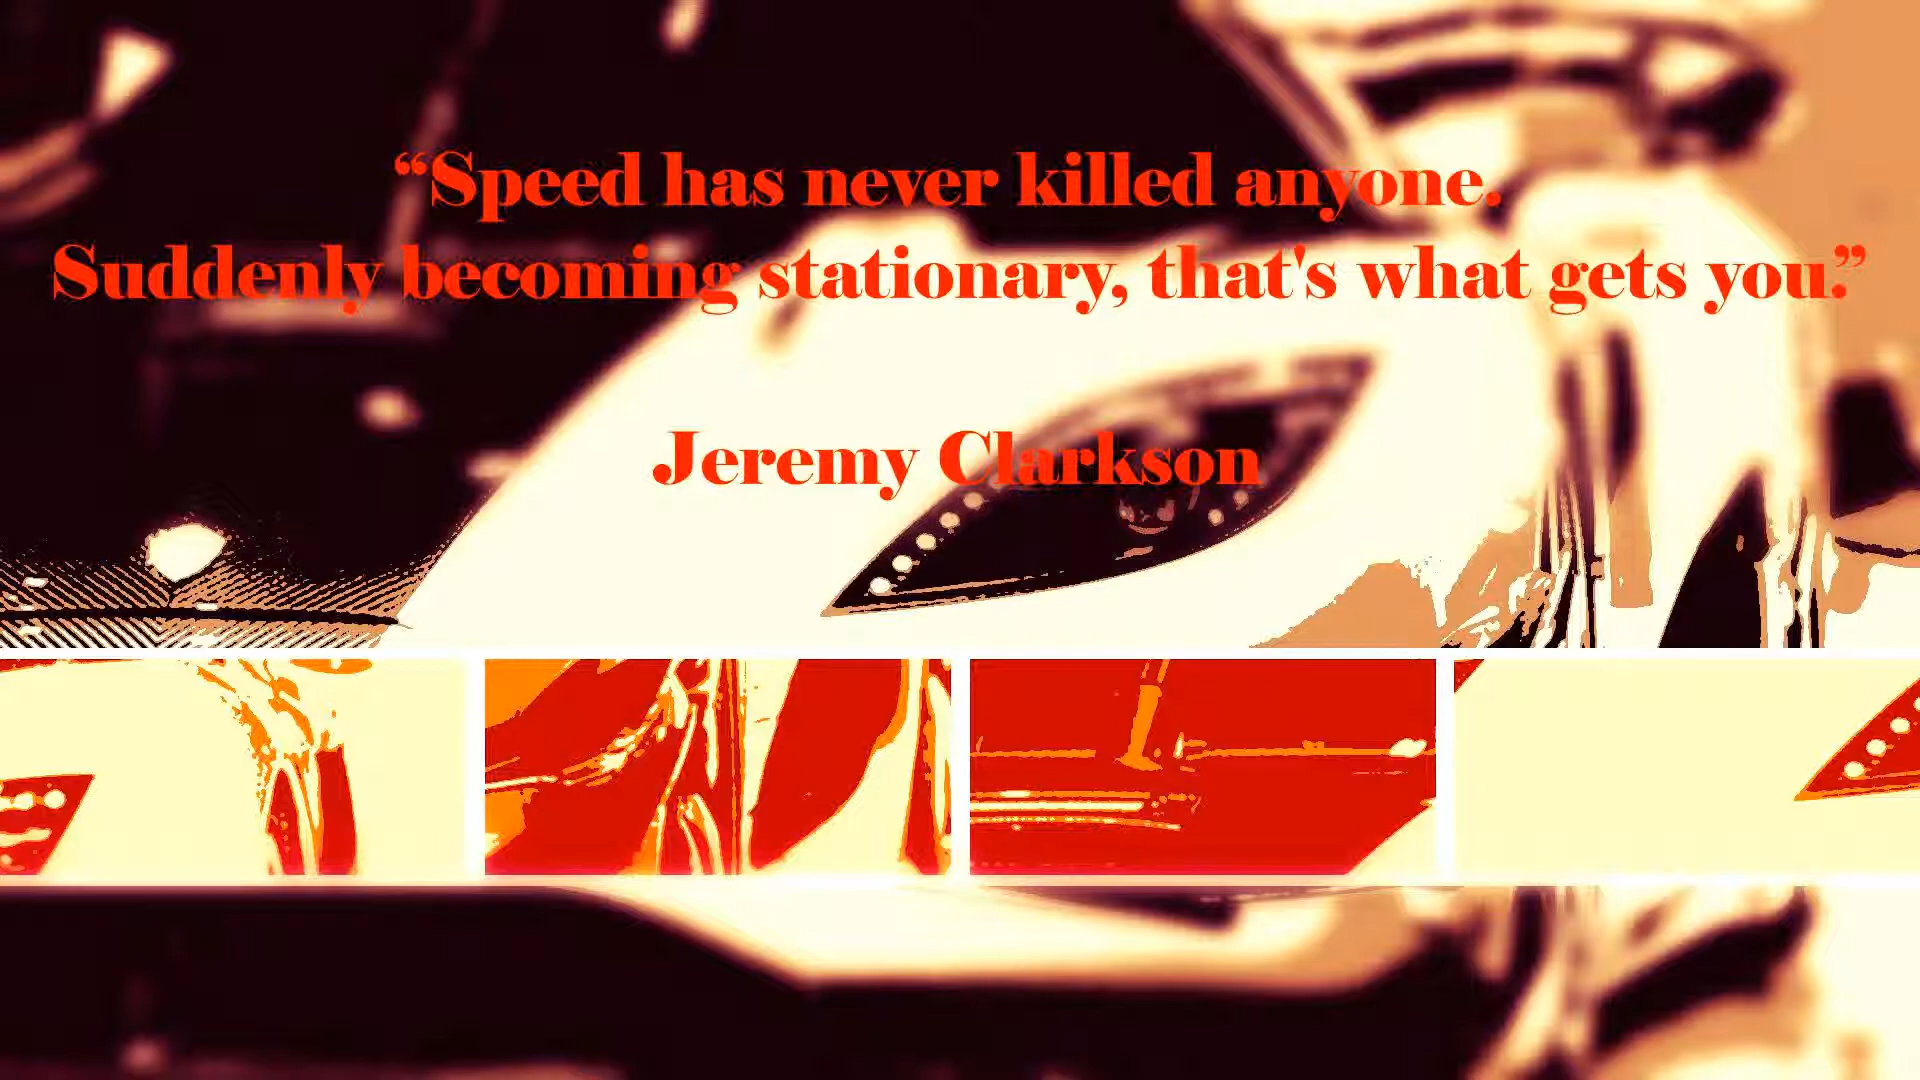 “Speed has never killed anyone.
Suddenly becoming stationary, that's what gets you.”
Jeremy Clarkson